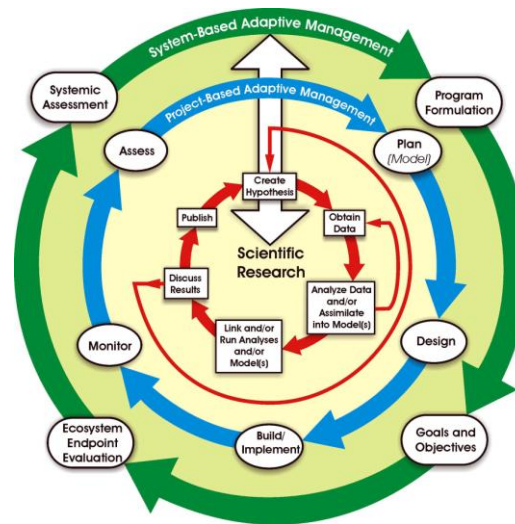 System-Based Adaptive Management
Systemic
Assessment
Program
Formulation
Project-Based Adaptive Management
Assess
Plan
(Model)
Create
Hypothesis
Publish
Obtain
Data
Scientific
Research
Discuss
Results
Analyze Data
and/or
Assimilate
into Model(s)
Link and/or
Run Analyses
and/or
Model(s)
Monitor
Design
Ecosystem
Endpoint
Evaluation
Build/
Implement
Goals and
Objectives